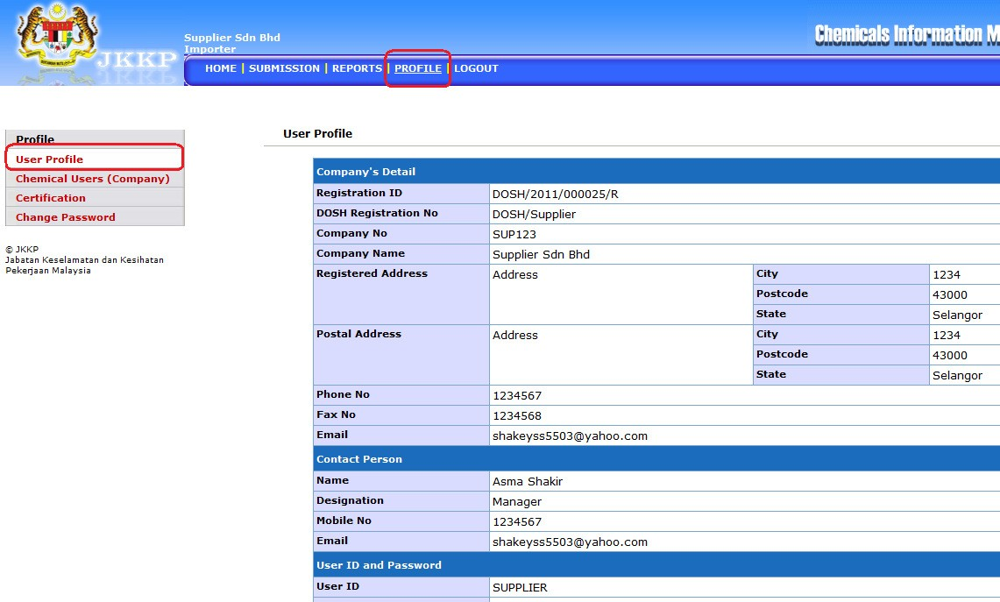 Supplier Sdn Bhd
Importer
Chemicals Information M
JKKP
HOME | SUBMISSION | REPORTS | PROFILE | LOGOUT
Profile
User Profile
Chemical Users (Company)
Certification
Change Password
© JKKP
Jabatan Keselamatan dan Kesihatan
Pekerjaan Malaysia
User Profile
Company's Detail
Registration ID DOSH/2011/000025/R
DOSH Registration No DOSH/Supplier
Company No SUP123
Company Name Supplier Sdn Bhd
Registered Address Address City 1234
Postcode 43000
State Selangor
Postal Address Address City 1234
Postcode 43000
State Selangor
Phone No 1234567
Fax No 1234568
Email shakeyss5503@yahoo.com
Contact Person
Name Asma Shakir
Designation Manager
Mobile No 1234567
Email shakeyss5503@yahoo.com
User ID and Password
User ID SUPPLIER